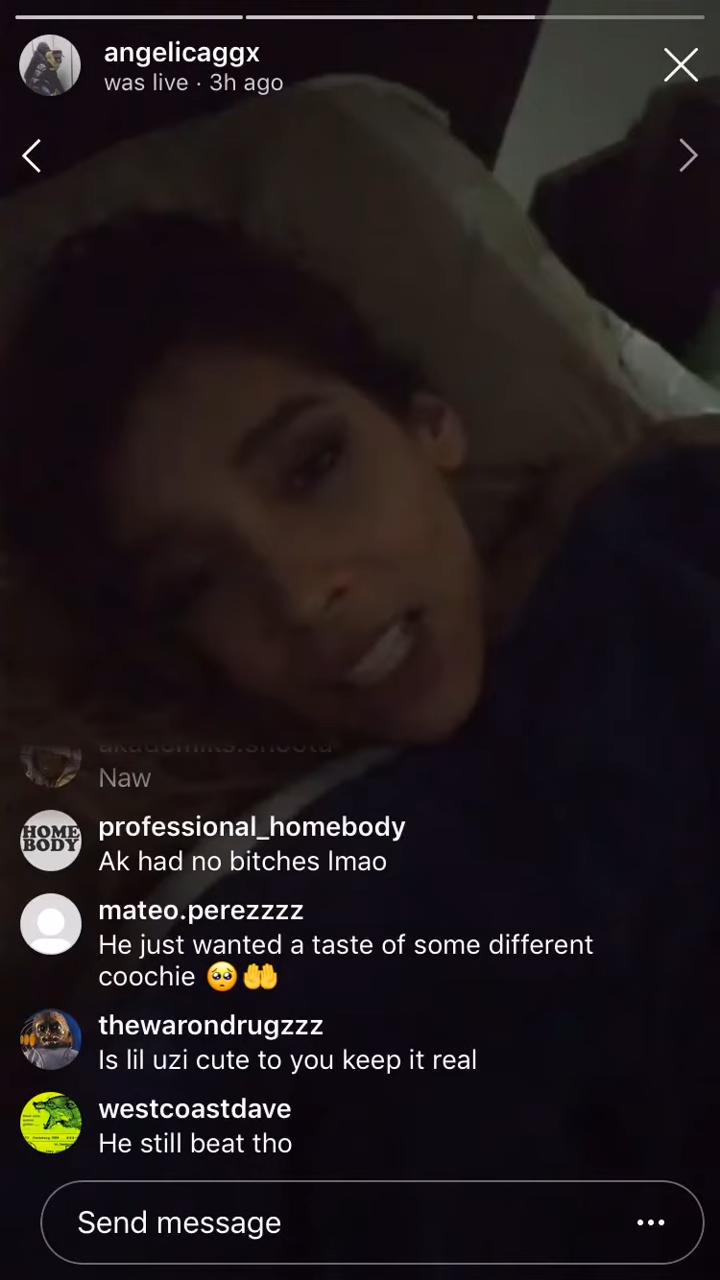 angelicaggx
was live · 3h ago
akademiks.shoota
Naw
HOME
BODY
professional_homebody
Ak had no bitches lmao
mateo.perezzzz
He just wanted a taste of some different
coochie 🥺🤲
thewarondrugzzz
Is lil uzi cute to you keep it real
westcoastdave
He still beat tho
Send message